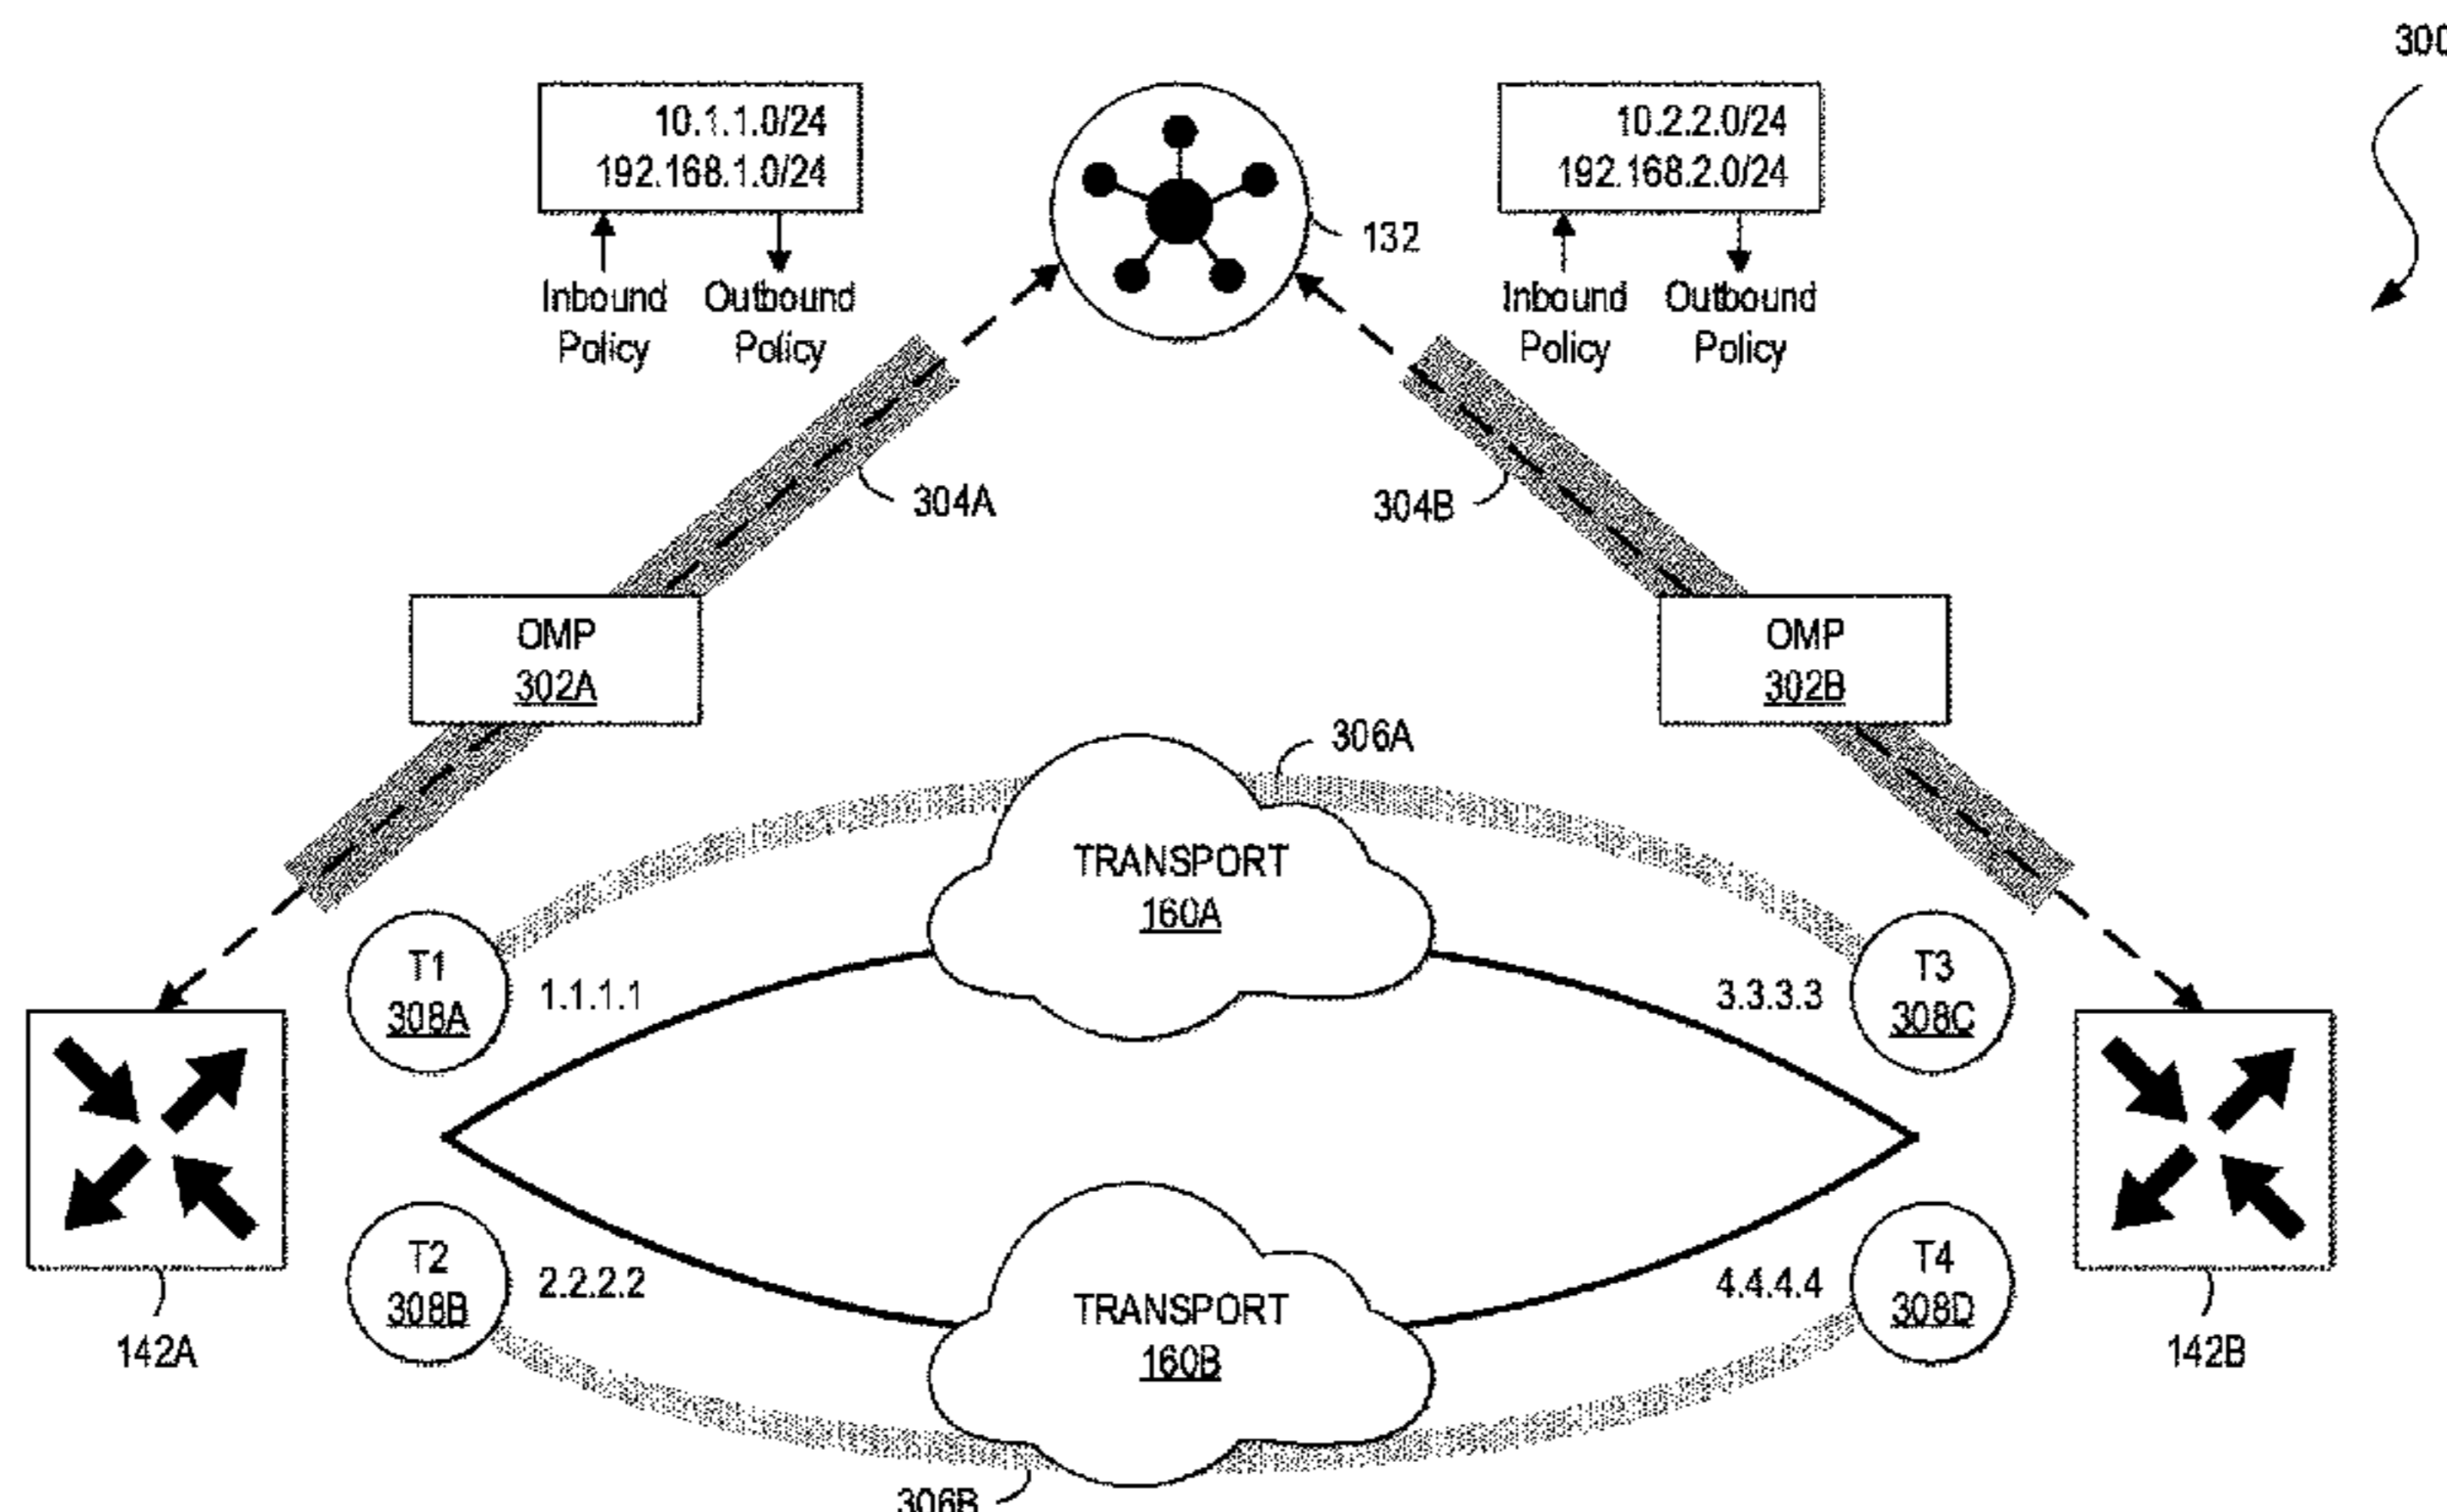 300
10.1.1.0/24
192.168.1.0/24
Inbound
Policy
Outbound
Policy
132
10.2.2.0/24
192.168.2.0/24
Inbound
Policy
Outbound
Policy
304A
304B
OMP
302A
OMP
302B
306A
TRANSPORT
160A
T1
308A
1.1.1.1
3.3.3.3
T3
308C
T2
308B
2.2.2.2
4.4.4.4
T4
308D
TRANSPORT
160B
142A
142B
306B